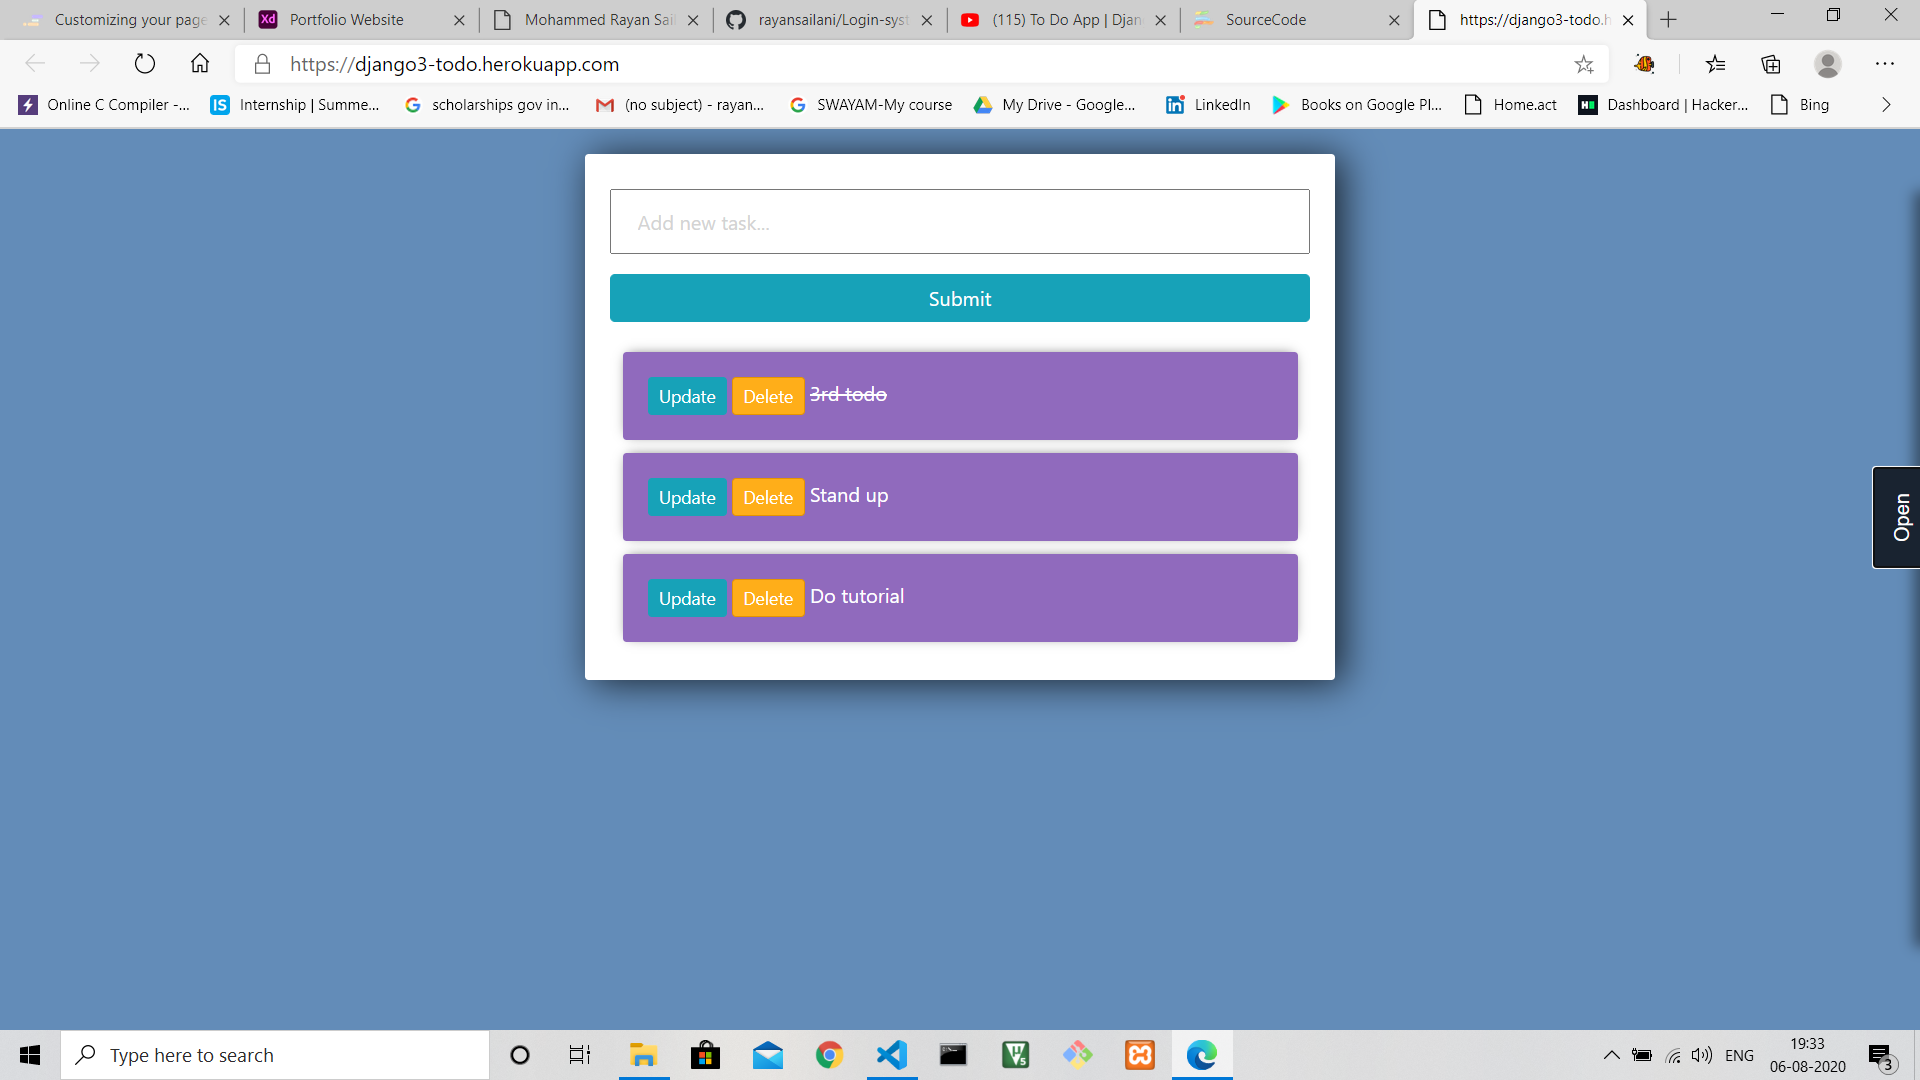 Customizing your page
Portfolio Website
Mohammed Rayan Sail
rayansailani/Login-syst
(115) To Do App | Djan
SourceCode
https://django3-todo.h
https://django3-todo.herokuapp.com
Online C Compiler -...
Internship | Summe...
scholarships gov in...
(no subject) - rayan...
SWAYAM-My course
My Drive - Google...
LinkedIn
Books on Google Pl...
Home.act
Dashboard | Hacker...
Bing
Add new task...
Submit
Update Delete 3rd todo
Update Delete Stand up
Update Delete Do tutorial
Open
Type here to search
ENG
19:33
06-08-2020
3